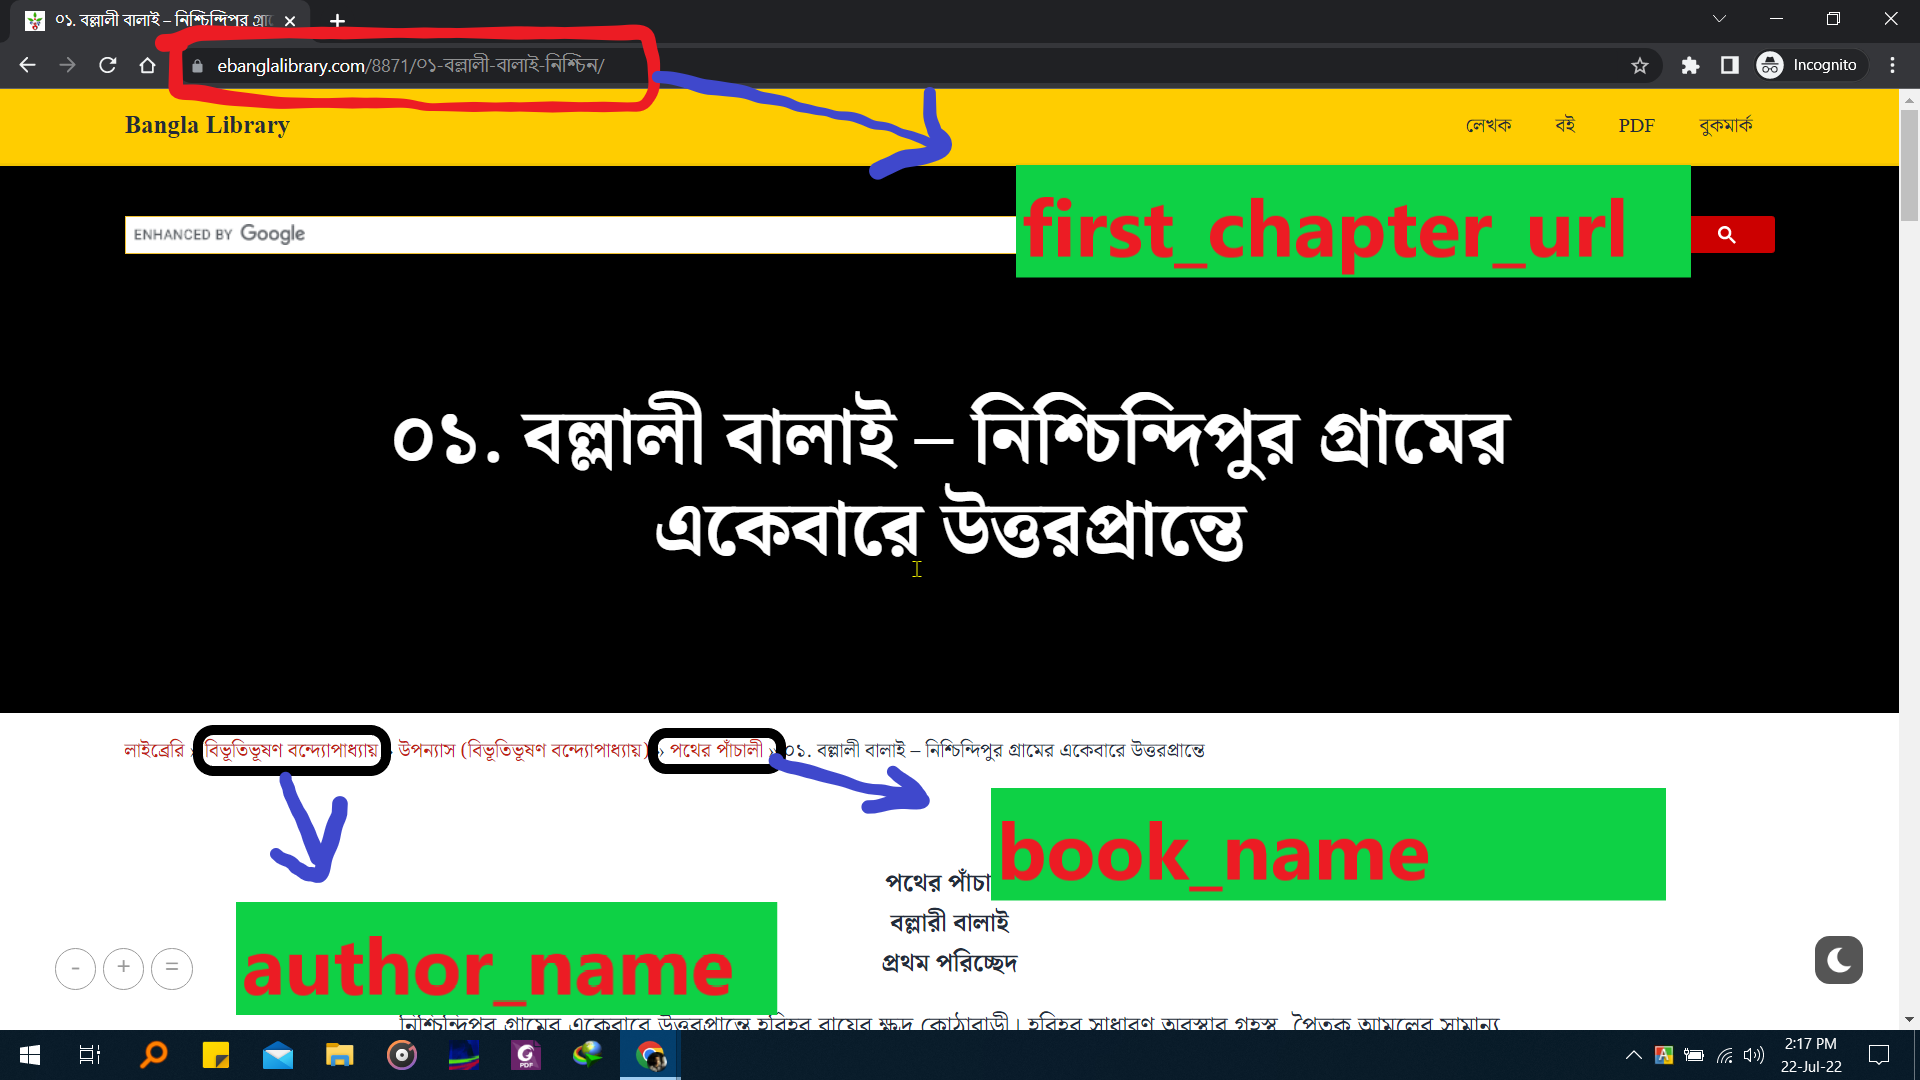 ০১. বল্লালী বালাই – নিশ্চিন্দিপুর গ্রা
ebanglalibrary.com/8871/০১-বল্লালী-বালাই-নিশ্চিন/
Incognito
Bangla Library
লেখক বই PDF বুকমার্ক
first_chapter_url
ENHANCED BY Google
০১. বল্লালী বালাই – নিশ্চিন্দিপুর গ্রামের
একেবারে উত্তরপ্রান্তে
লাইব্রেরি » বিভূতিভূষণ বন্দ্যোপাধ্যায় » উপন্যাস (বিভূতিভূষণ বন্দ্যোপাধ্যায়) » পথের পাঁচালী » ০১. বল্লালী বালাই – নিশ্চিন্দিপুর গ্রামের একেবারে উত্তরপ্রান্তে
book_name
পথের পাঁচা
বল্লারী বালাই
প্রথম পরিচ্ছেদ
author_name
- + =
নিশ্চিন্দিপুর গ্রামের একেবারে উত্তরপ্রান্তে হরিহর রায়ের ক্ষুদ্র কোঠাবাড়ী। হরিহর সাধারণ অবস্থার গৃহস্থ, পৈতৃক আমলের সামান্য
PDF
A
2:17 PM
22-Jul-22